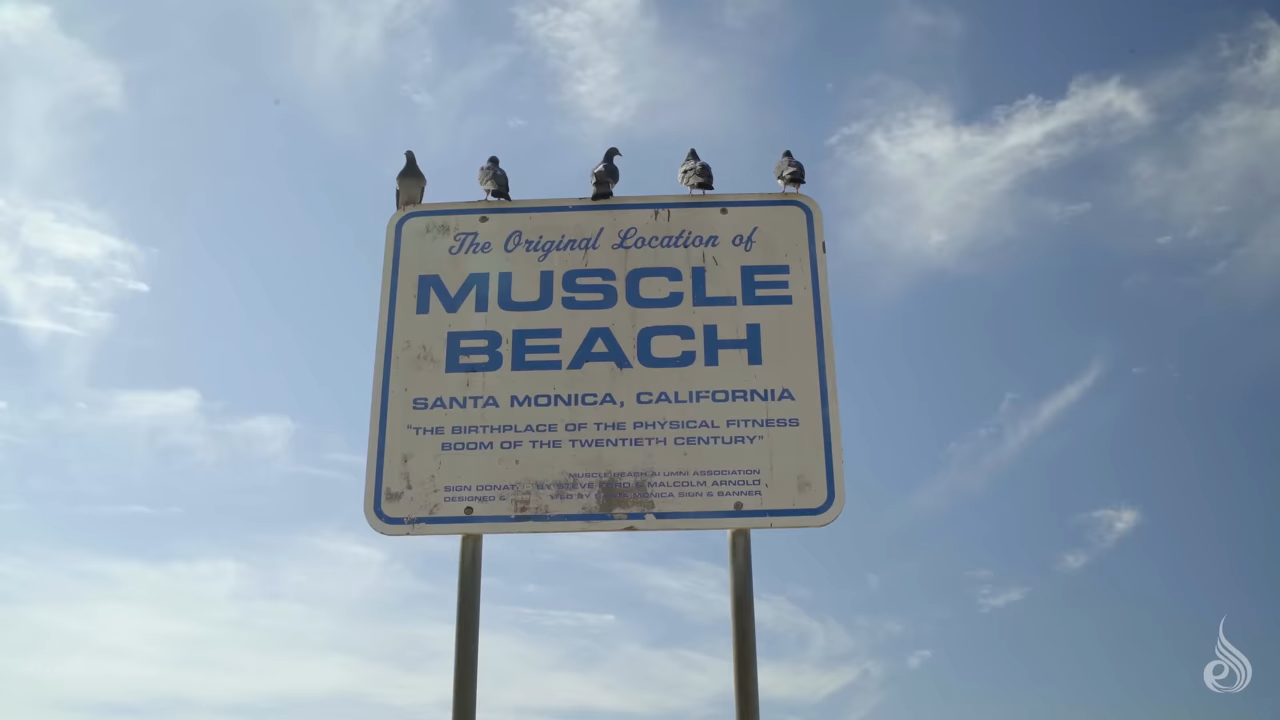 The Original Location of
MUSCLE
BEACH
SANTA MONICA, CALIFORNIA
"THE BIRTHPLACE OF THE PHYSICAL FITNESS
BOOM OF THE TWENTIETH CENTURY"
MUSCLE BEACH ALUMNI ASSOCIATION
SIGN BY STEVE FORD & MALCOLM ARNOLD
DESIGNED & BY SANTA MONICA SIGN & BANNER